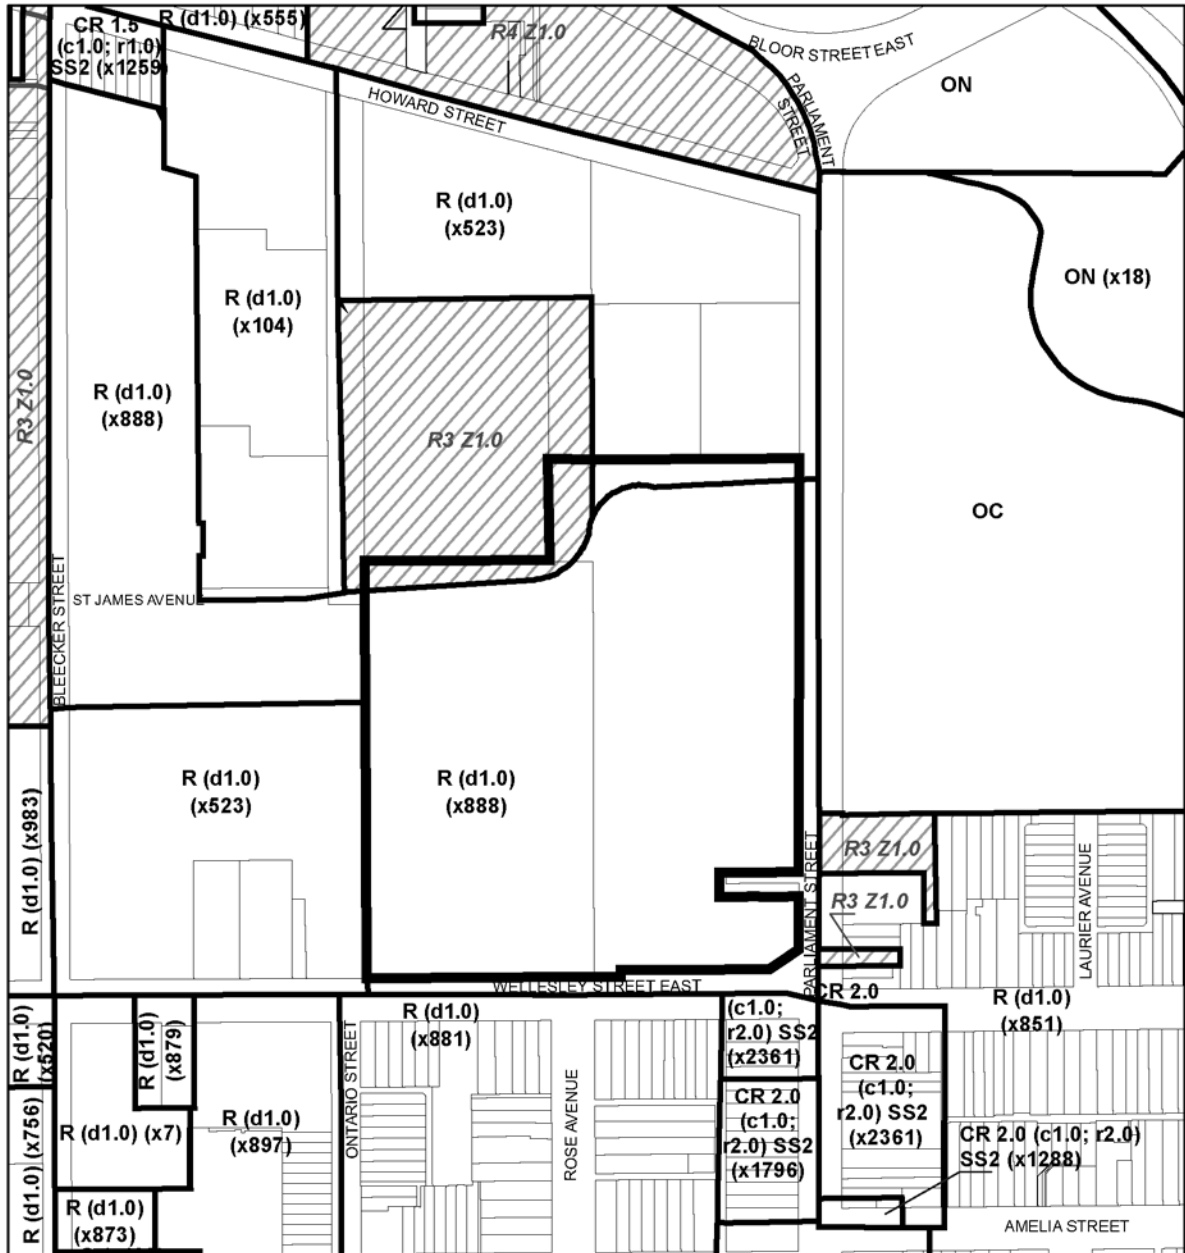 CR 1.5
(c1.0; r1.0)
SS2 (x1259)
R (d1.0) (x555)
R4 Z1.0
BLOOR STREET EAST
PARLIAMENT
STREET
ON
HOWARD STREET
R (d1.0)
(x523)
ON (x18)
R (d1.0)
(x104)
R3 Z1.0
R (d1.0)
(x888)
R3 Z1.0
OC
BLEECKER STREET
ST JAMES AVENUE
R (d1.0)
(x523)
R (d1.0)
(x888)
R (d1.0) (x983)
PARLIAMENT STREET
R3 Z1.0
R3 Z1.0
LAURIER AVENUE
WELLESLEY STREET EAST
CR 2.0
(c1.0;
r2.0) SS2
(x2361)
R (d1.0)
(x851)
R (d1.0)
(x520)
R (d1.0)
(x879)
ONTARIO STREET
R (d1.0)
(x881)
ROSE AVENUE
CR 2.0
(c1.0;
r2.0) SS2
(x1796)
CR 2.0
(c1.0;
r2.0) SS2
(x2361)
R (d1.0) (x756)
R (d1.0) (x7)
R (d1.0)
(x897)
CR 2.0 (c1.0; r2.0)
SS2 (x1288)
R (d1.0)
(x873)
AMELIA STREET